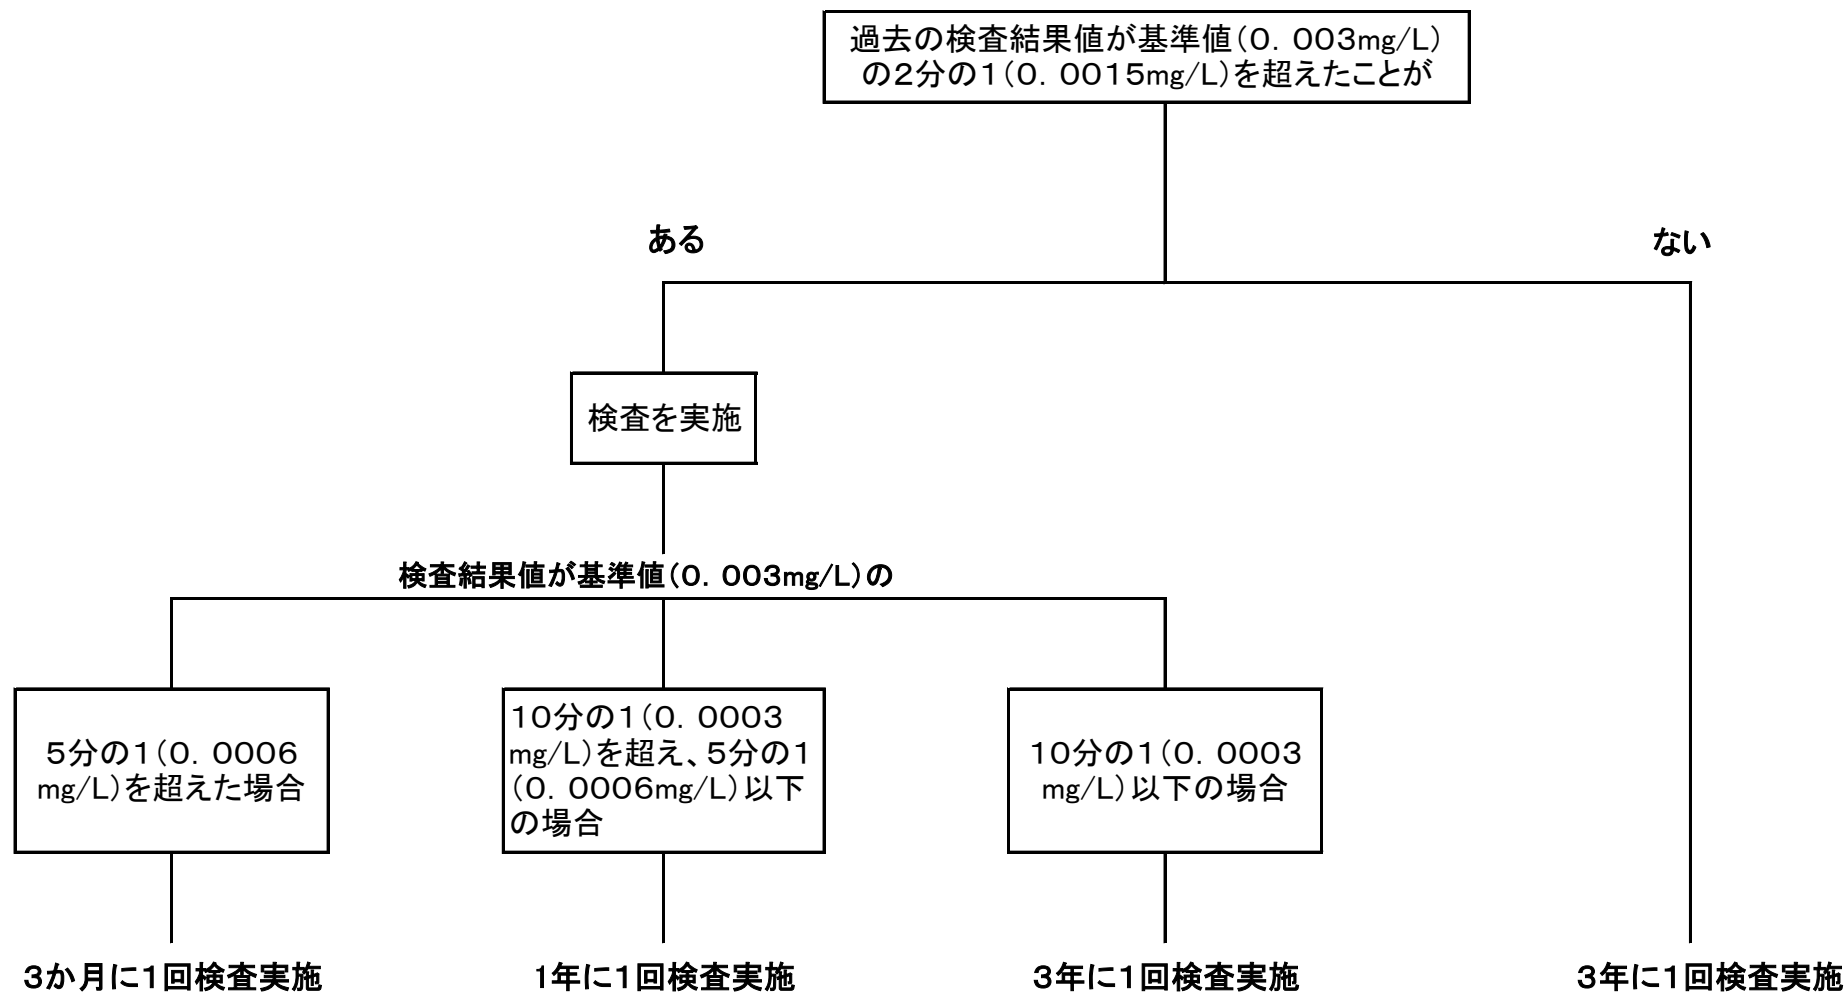 過去の検査結果値が基準値(0.003mg/L)
の2分の1(0.0015mg/L)を超えたことが
ある
ない
検査を実施
検査結果値が基準値(0.003mg/L)の
5分の1(0.0006
mg/L)を超えた場合
10分の1(0.0003
mg/L)を超え、5分の1
(0.0006mg/L)以下
の場合
10分の1(0.0003
mg/L)以下の場合
3か月に1回検査実施
1年に1回検査実施
3年に1回検査実施
3年に1回検査実施